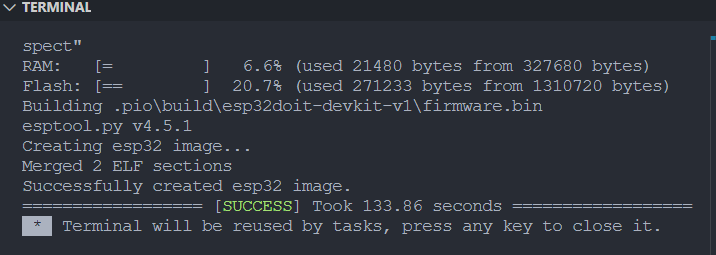 TERMINAL
spect"
RAM:   [=         ]   6.6% (used 21480 bytes from 327680 bytes)
Flash: [==        ]  20.7% (used 271233 bytes from 1310720 bytes)
Building .pio\build\esp32doit-devkit-v1\firmware.bin
esptool.py v4.5.1
Creating esp32 image...
Merged 2 ELF sections
Successfully created esp32 image.
================== [SUCCESS] Took 133.86 seconds ==================
 *  Terminal will be reused by tasks, press any key to close it.